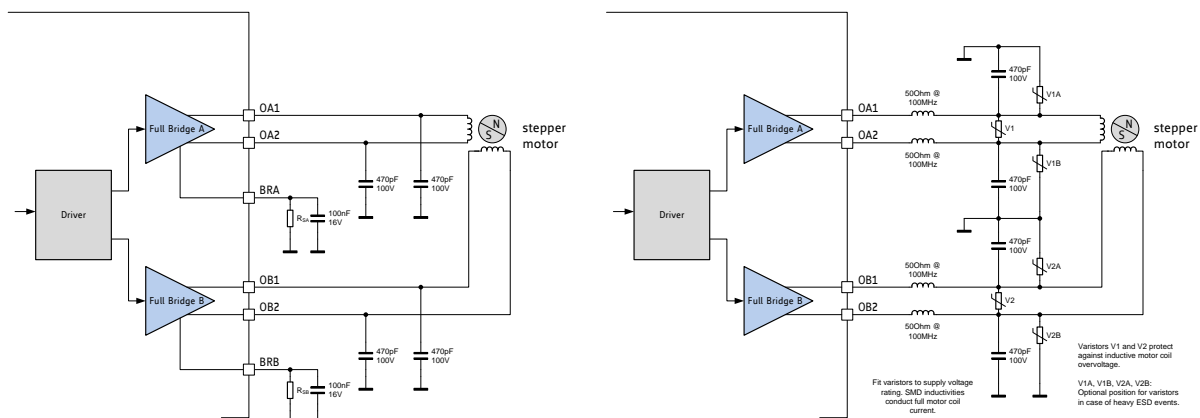 Driver
Full Bridge A
Full Bridge B
OA1
OA2
BRA
RSA
100nF
16V
470pF
100V
470pF
100V
N
S
stepper
motor
OB1
OB2
BRB
RSB
100nF
16V
470pF
100V
470pF
100V
Driver
Full Bridge A
Full Bridge B
OA1
OA2
50Ohm @
100MHz
50Ohm @
100MHz
470pF
100V
V1A
V1
V1B
470pF
100V
N
S
stepper
motor
470pF
100V
V2A
OB1
OB2
50Ohm @
100MHz
50Ohm @
100MHz
V2
V2B
470pF
100V
Fit varistors to supply voltage
rating. SMD inductivities
conduct full motor coil
current.
Varistors V1 and V2 protect
against inductive motor coil
overvoltage.
V1A, V1B, V2A, V2B:
Optional position for varistors
in case of heavy ESD events.